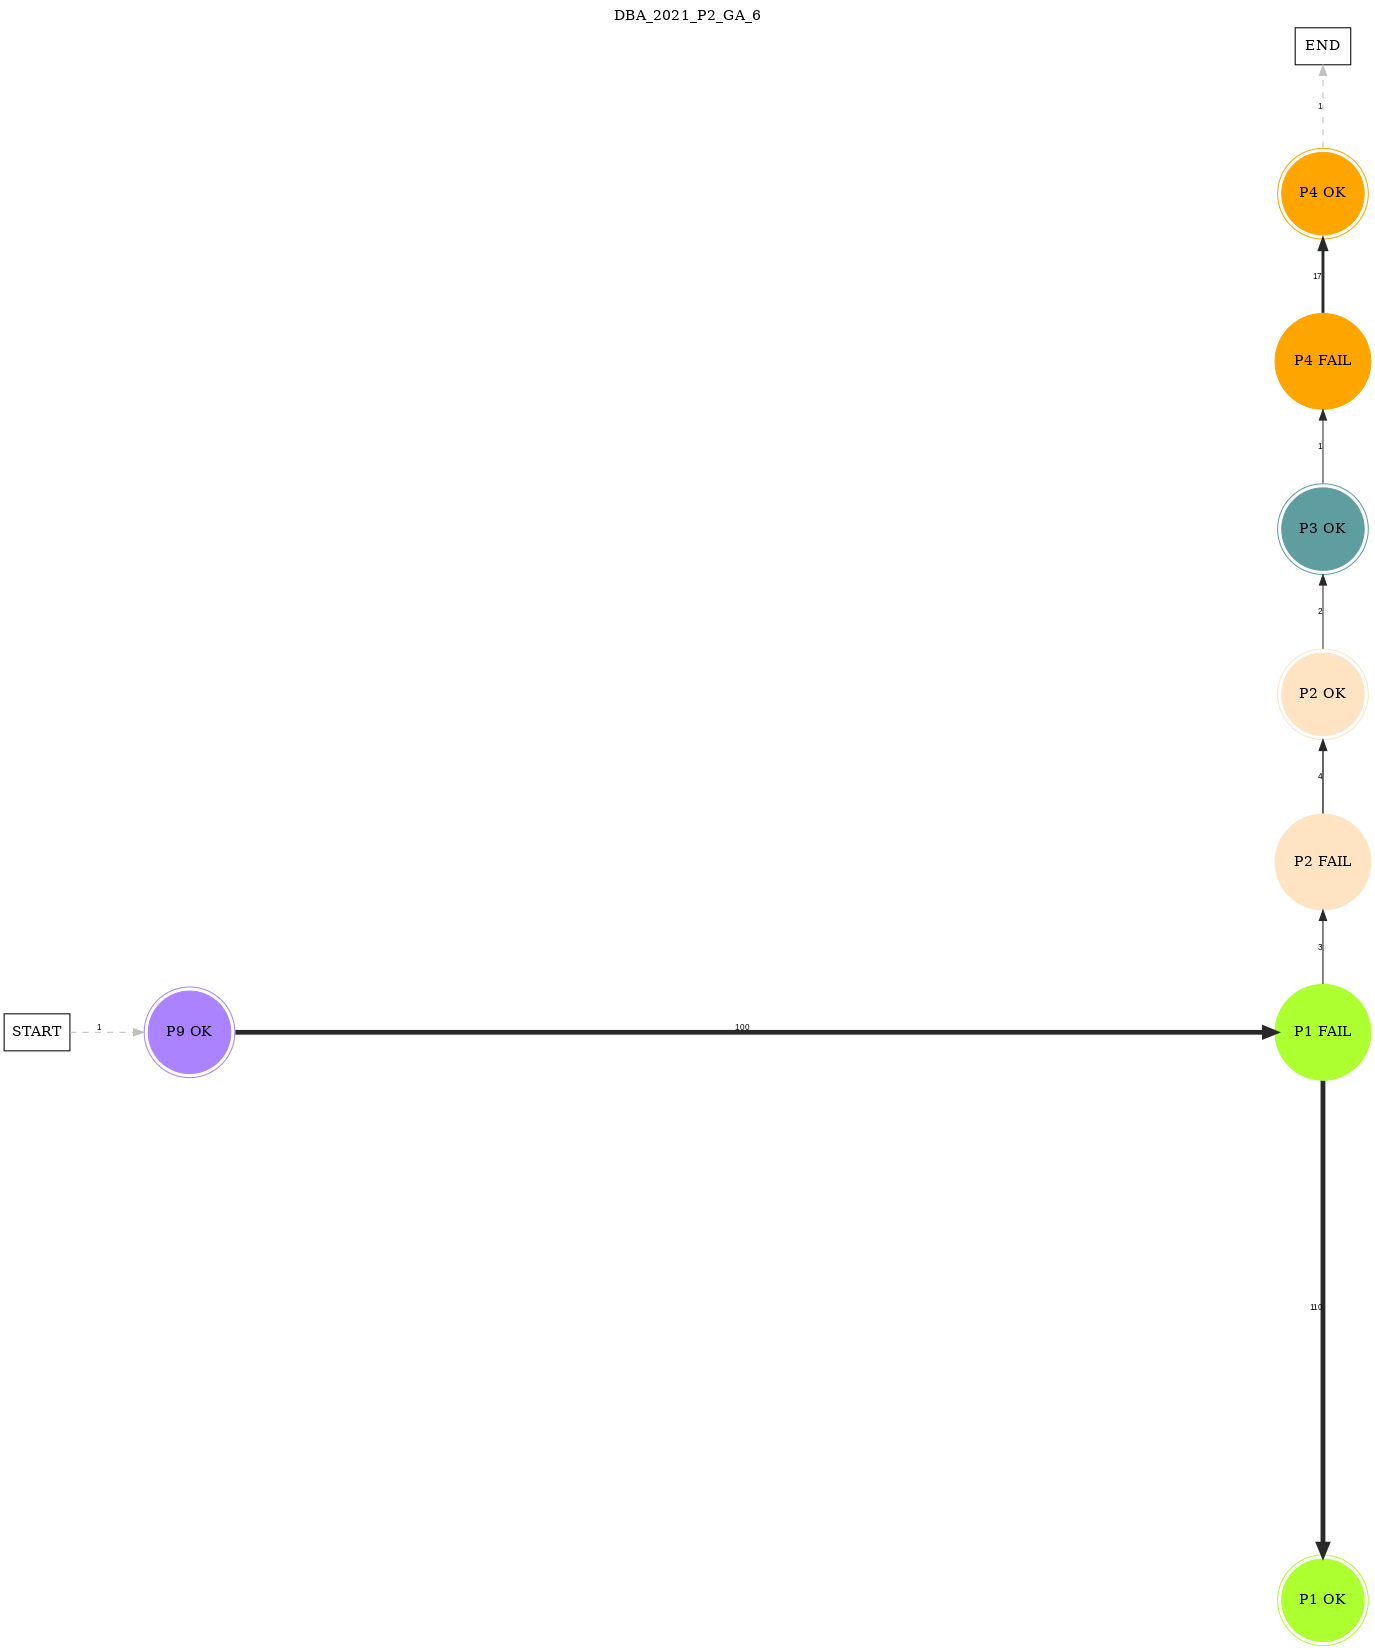 DBA_2021_P2_GA_6
END
1
P4 OK
17
P4 FAIL
1
P3 OK
2
P2 OK
4
P2 FAIL
3
START
1
P9 OK
100
P1 FAIL
110
P1 OK